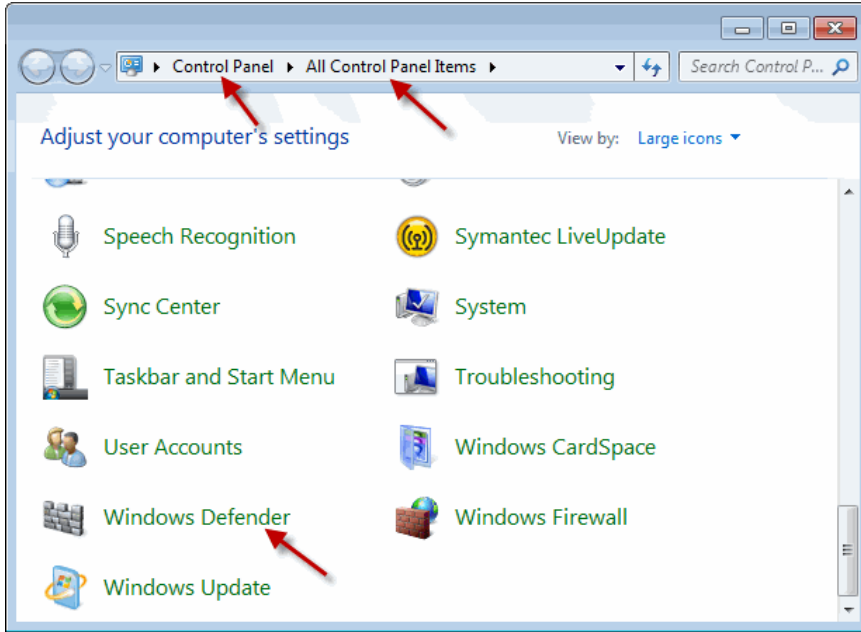 Control Panel All Control Panel Items Search Control P...
Adjust your computer's settings View by: Large icons
Speech Recognition Symantec LiveUpdate
Sync Center System
Taskbar and Start Menu Troubleshooting
User Accounts Windows CardSpace
Windows Defender Windows Firewall
Windows Update